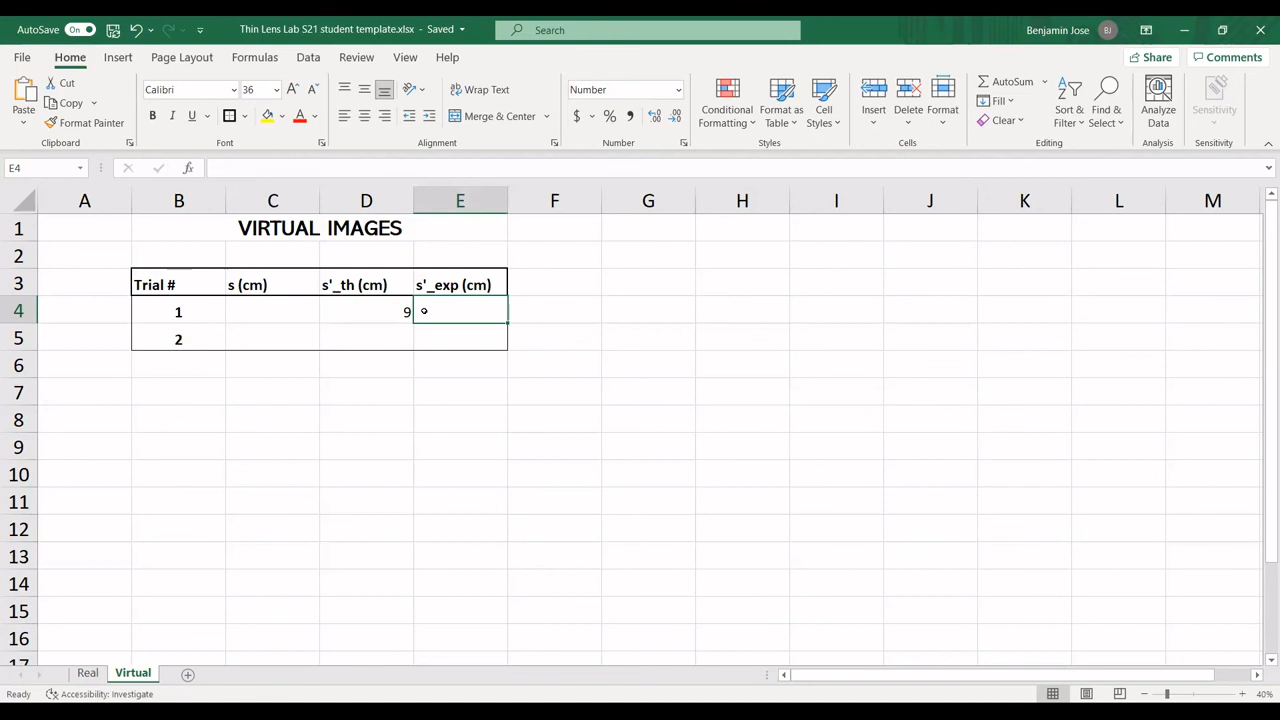 AutoSave On Thin Lens Lab S21 student template.xlsx - Saved Search Benjamin Jose BJ
File Home Insert Page Layout Formulas Data Review View Help Share Comments
Paste Cut Copy Format Painter Clipboard
Calibri 36 A A B I U A Font
Wrap Text Merge & Center Alignment
Number $ % , Number
Conditional Formatting Format as Table Cell Styles Styles
Insert Delete Format Cells
AutoSum Fill Clear Sort & Filter Find & Select Editing
Analyze Data Analysis
Sensitivity Sensitivity
E4 fx
A B C D E F G H I J K L M
1 VIRTUAL IMAGES
2
3 Trial # s (cm) s'_th (cm) s'_exp (cm)
4 1 9
5 2
6
7
8
9
10
11
12
13
14
15
16
17
Real Virtual
Ready Accessibility: Investigate 40%